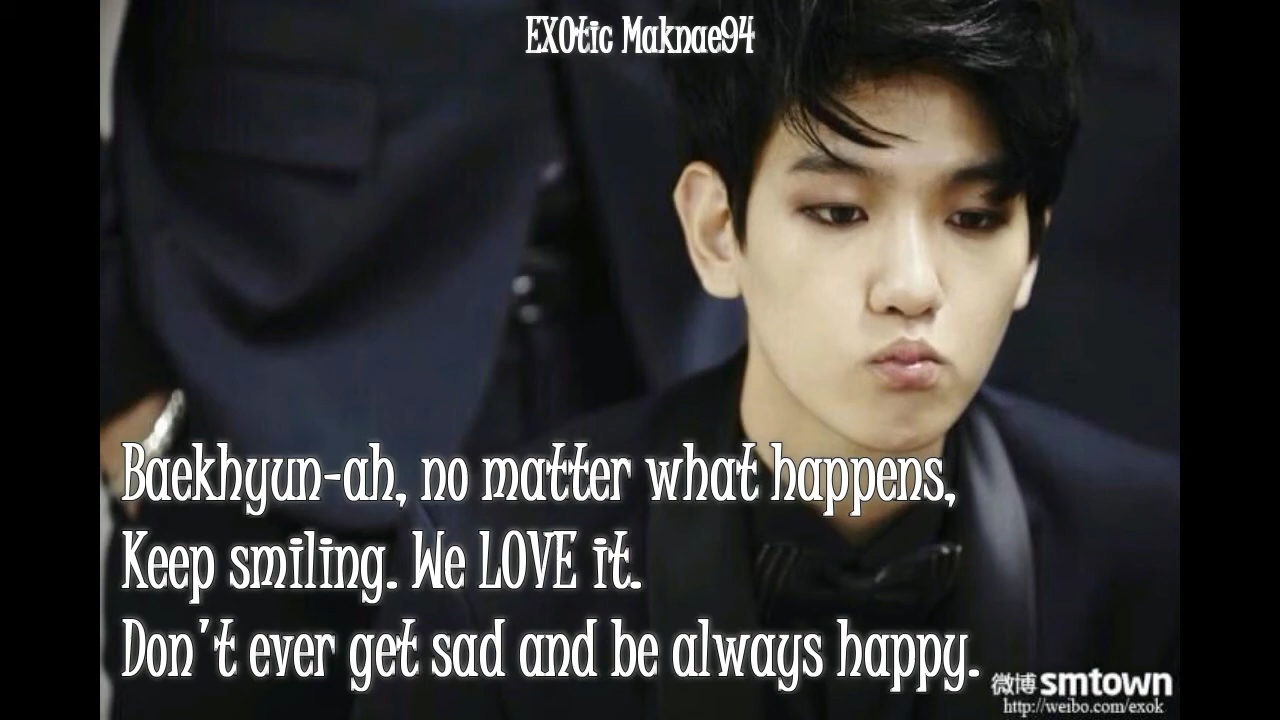 EXOtic Maknae94
Baekhyun-ah, no matter what happens,
Keep smiling. We LOVE it.
Don't ever get sad and be always happy.
微博 smtown
http://weibo.com/exok